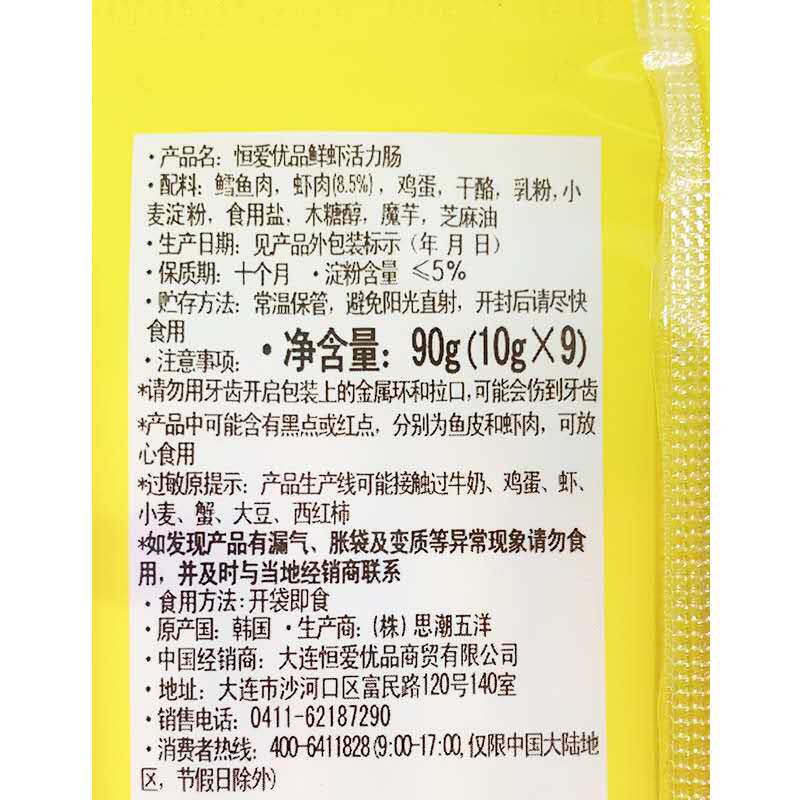 ·产品名：恒爱优品鲜虾活力肠
·配料：鳕鱼肉，虾肉(8.5%)，鸡蛋，干酪，乳粉，小
麦淀粉，食用盐，木糖醇，魔芋，芝麻油
·生产日期：见产品外包装标示（年 月 日）
·保质期：十个月 ·淀粉含量 ≤5%
·贮存方法：常温保管，避免阳光直射，开封后请尽快
食用
·注意事项： ·净含量：90g(10g×9)
*请勿用牙齿开启包装上的金属环和拉口，可能会伤到牙齿
*产品中可能含有黑点或红点，分别为鱼皮和虾肉，可放
心食用
*过敏原提示：产品生产线可能接触过牛奶、鸡蛋、虾、
小麦、蟹、大豆、西红柿
*如发现产品有漏气、胀袋及变质等异常现象请勿食
用，并及时与当地经销商联系
·食用方法：开袋即食
·原产国：韩国 ·生产商：(株)思潮五洋
·中国经销商：大连恒爱优品商贸有限公司
·地址：大连市沙河口区富民路120号140室
·销售电话：0411-62187290
·消费者热线：400-6411828(9:00-17:00,仅限中国大陆地
区，节假日除外)